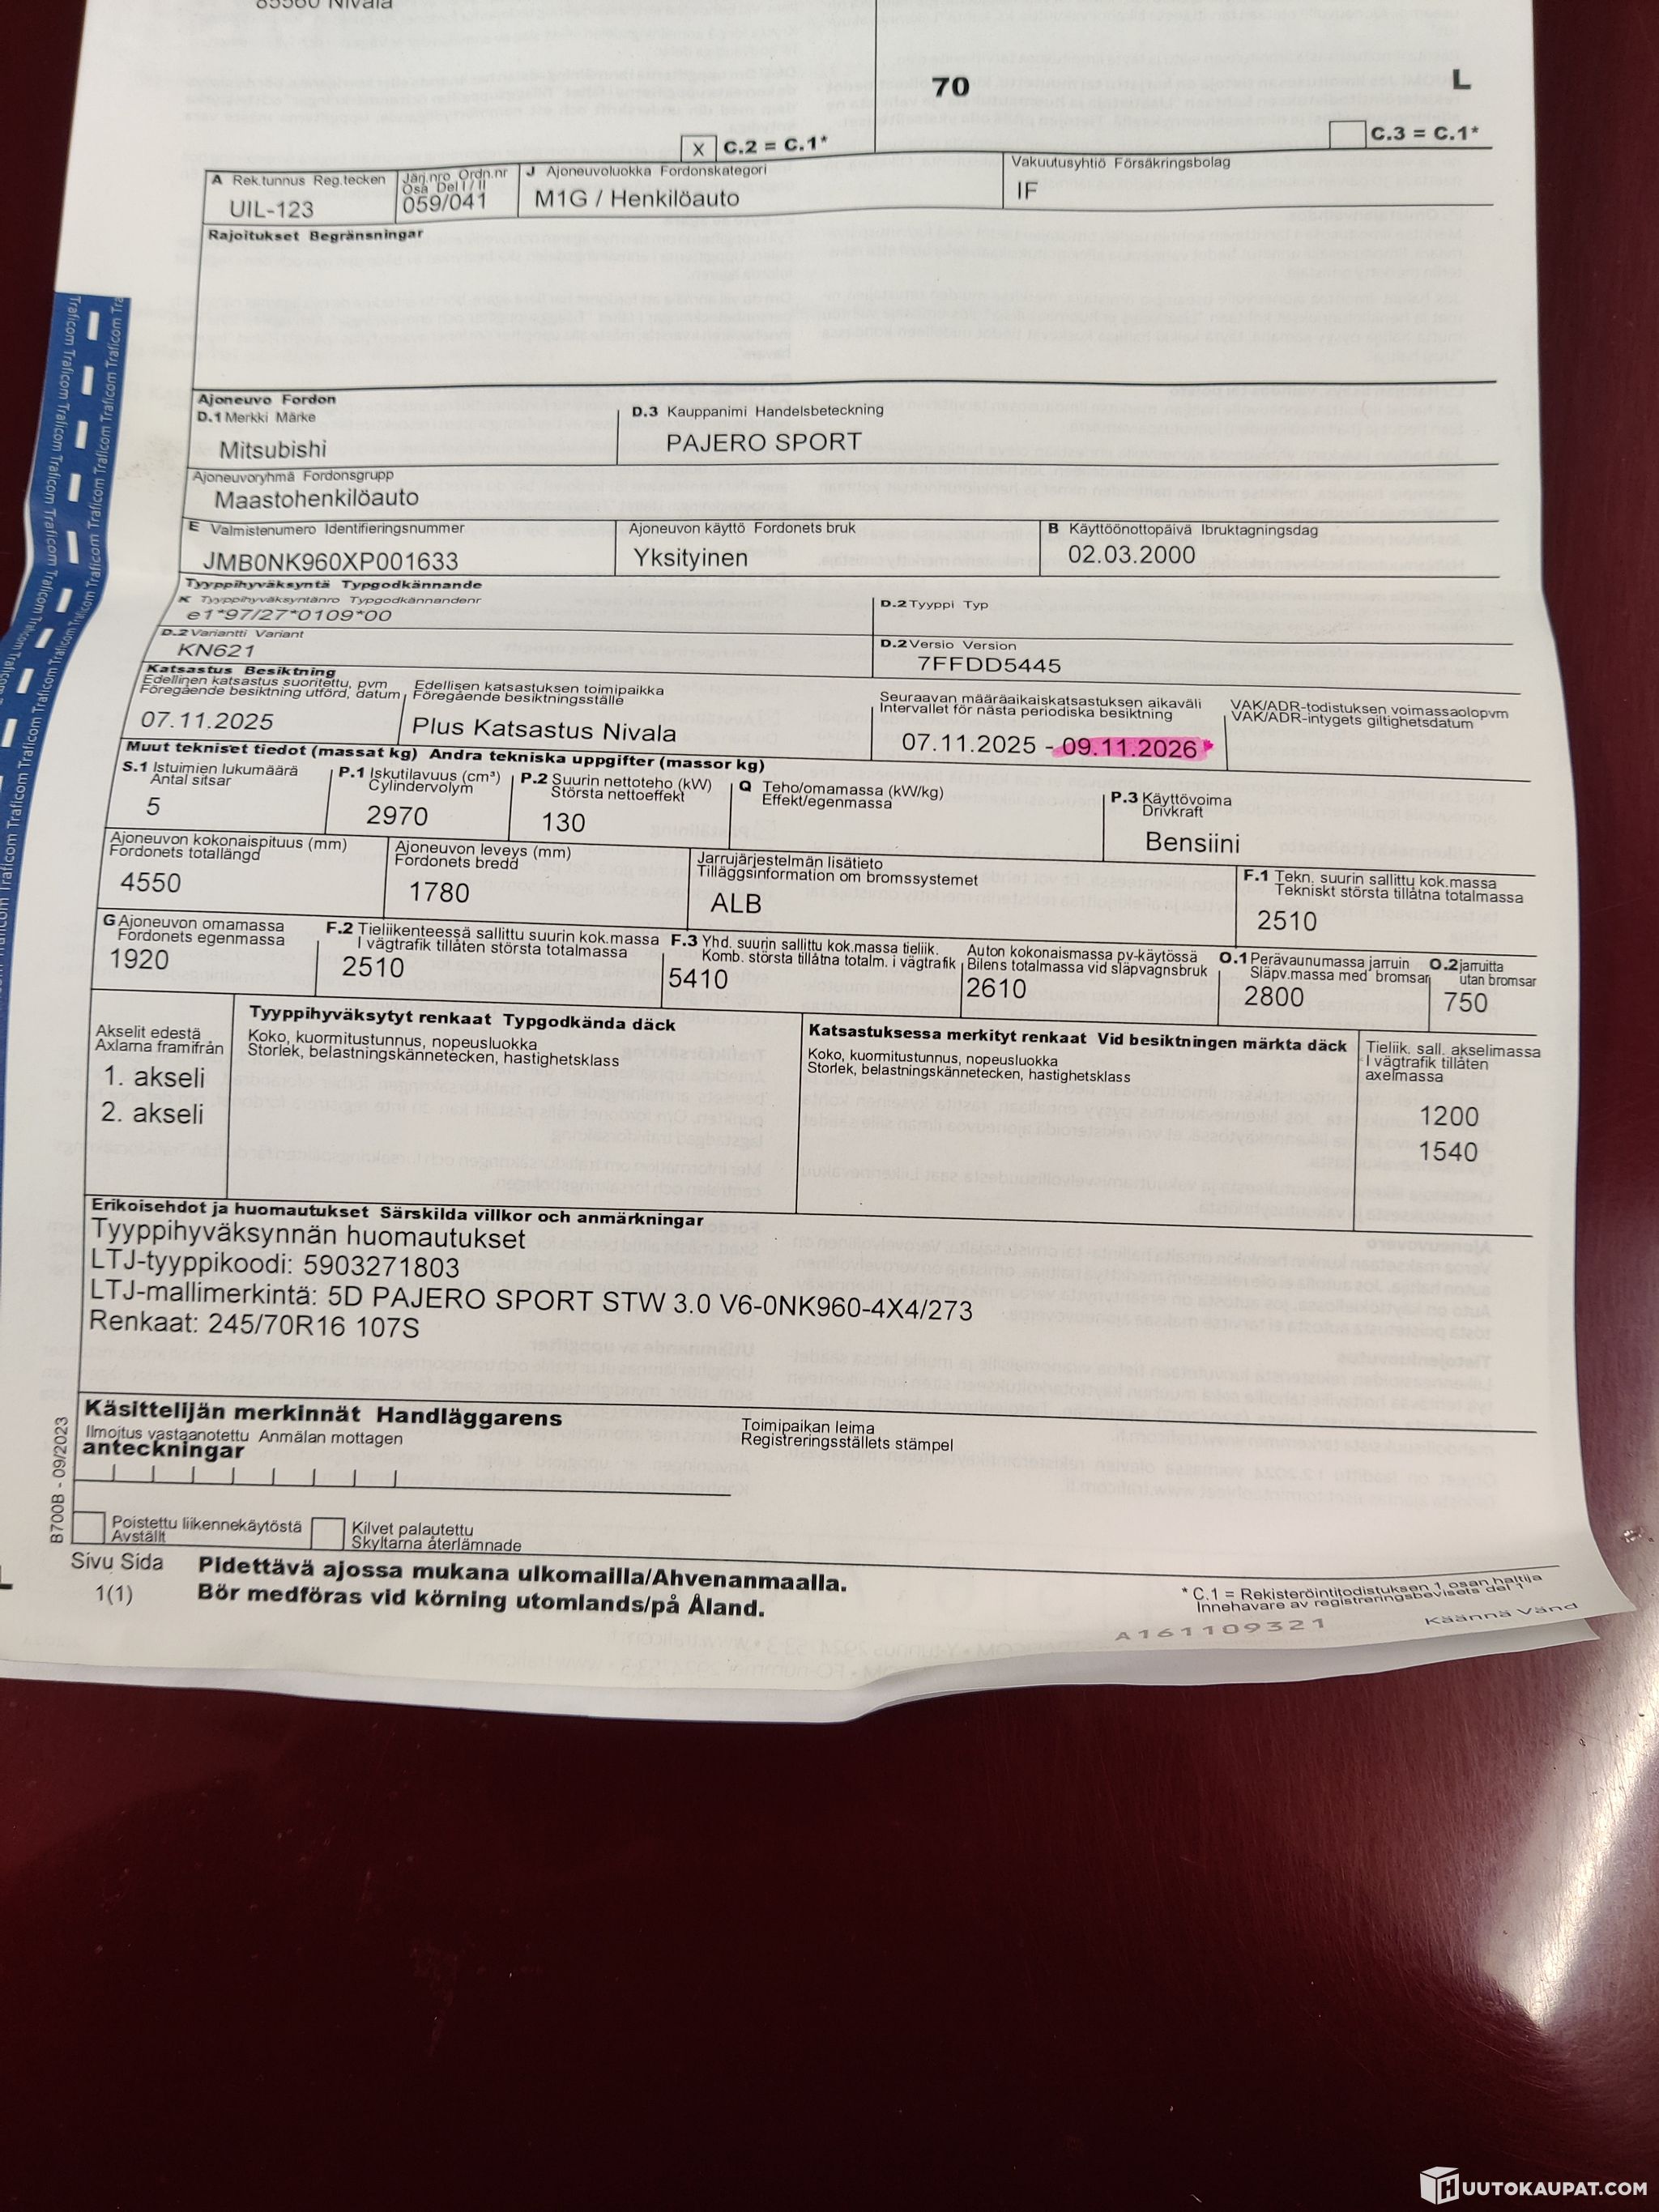 85560 Nivala
70
L
X C.2 = C.1*
C.3 = C.1*
A Rek.tunnus Reg.tecken
UIL-123
Järj.nro Ordn.nr
Osa Del I / II
059/041
J Ajoneuvoluokka Fordonskategori
M1G / Henkilöauto
Vakuutusyhtiö Försäkringsbolag
IF
Rajoitukset Begränsningar
Ajoneuvo Fordon
D.1 Merkki Märke
Mitsubishi
D.3 Kauppanimi Handelsbeteckning
PAJERO SPORT
Ajoneuvoryhmä Fordonsgrupp
Maastohenkilöauto
E Valmistenumero Identifieringsnummer
JMB0NK960XP001633
Ajoneuvon käyttö Fordonets bruk
Yksityinen
B Käyttöönottopäivä Ibruktagningsdag
02.03.2000
Tyyppihyväksyntä Typgodkännande
K Tyyppihyväksyntänro Typgodkännandenr
e1*97/27*0109*00
D.2 Tyyppi Typ
D.2 Variantti Variant
KN621
D.2 Versio Version
7FFDD5445
Katsastus Besiktning
Edellinen katsastus suoritettu, pvm
Föregående besiktning utförd, datum
07.11.2025
Edellisen katsastuksen toimipaikka
Föregående besiktningsställe
Plus Katsastus Nivala
Seuraavan määräaikaiskatsastuksen aikaväli
Intervallet för nästa periodiska besiktning
07.11.2025 - 09.11.2026
VAK/ADR-todistuksen voimassaolopvm
VAK/ADR-intygets giltighetsdatum
Muut tekniset tiedot (massat kg) Andra tekniska uppgifter (massor kg)
S.1 Istuimien lukumäärä
Antal sitsar
5
P.1 Iskutilavuus (cm³)
Cylindervolym
2970
P.2 Suurin nettoteho (kW)
Största nettoeffekt
130
Q Teho/omamassa (kW/kg)
Effekt/egenmassa
P.3 Käyttövoima
Drivkraft
Bensiini
Ajoneuvon kokonaispituus (mm)
Fordonets totallängd
4550
Ajoneuvon leveys (mm)
Fordonets bredd
1780
Jarrujärjestelmän lisätieto
Tilläggsinformation om bromssystemet
ALB
F.1 Tekn. suurin sallittu kok.massa
Tekniskt största tillåtna totalmassa
2510
G Ajoneuvon omamassa
Fordonets egenmassa
1920
F.2 Tieliikenteessä sallittu suurin kok.massa
I vägtrafik tillåten största totalmassa
2510
F.3 Yhd. suurin sallittu kok.massa tieliik.
Komb. största tillåtna totalm. i vägtrafik
5410
Auton kokonaismassa pv-käytössä
Bilens totalmassa vid släpvagnsbruk
2610
O.1 Perävaunumassa jarruin
Släpv.massa med bromsar
2800
O.2 jarruitta
utan bromsar
750
Akselit edestä
Axlarna framifrån
1. akseli
2. akseli
Tyyppihyväksytyt renkaat Typgodkända däck
Koko, kuormitustunnus, nopeusluokka
Storlek, belastningskännetecken, hastighetsklass
Katsastuksessa merkityt renkaat Vid besiktningen märkta däck
Koko, kuormitustunnus, nopeusluokka
Storlek, belastningskännetecken, hastighetsklass
Tieliik. sall. akselimassa
I vägtrafik tillåten
axelmassa
1200
1540
Erikoisehdot ja huomautukset Särskilda villkor och anmärkningar
Tyyppihyväksynnän huomautukset
LTJ-tyyppikoodi: 5903271803
LTJ-mallimerkintä: 5D PAJERO SPORT STW 3.0 V6-0NK960-4X4/273
Renkaat: 245/70R16 107S
Käsittelijän merkinnät Handläggarens
Ilmoitus vastaanotettu Anmälan mottagen
anteckningar
Toimipaikan leima
Registreringsställets stämpel
Poistettu liikennekäytöstä
Avställt
Kilvet palautettu
Skyltarna återlämnade
B700B - 09/2023
Sivu Sida
1(1)
Pidettävä ajossa mukana ulkomailla/Ahvenanmaalla.
Bör medföras vid körning utomlands/på Åland.
* C.1 = Rekisteröintitodistuksen 1. osan haltija
Innehavare av registreringsbevisets del 1
A161109321
Käännä Vänd
Traficom Traficom Traficom Traficom Traficom Traficom
HUUTOKAUPAT.COM